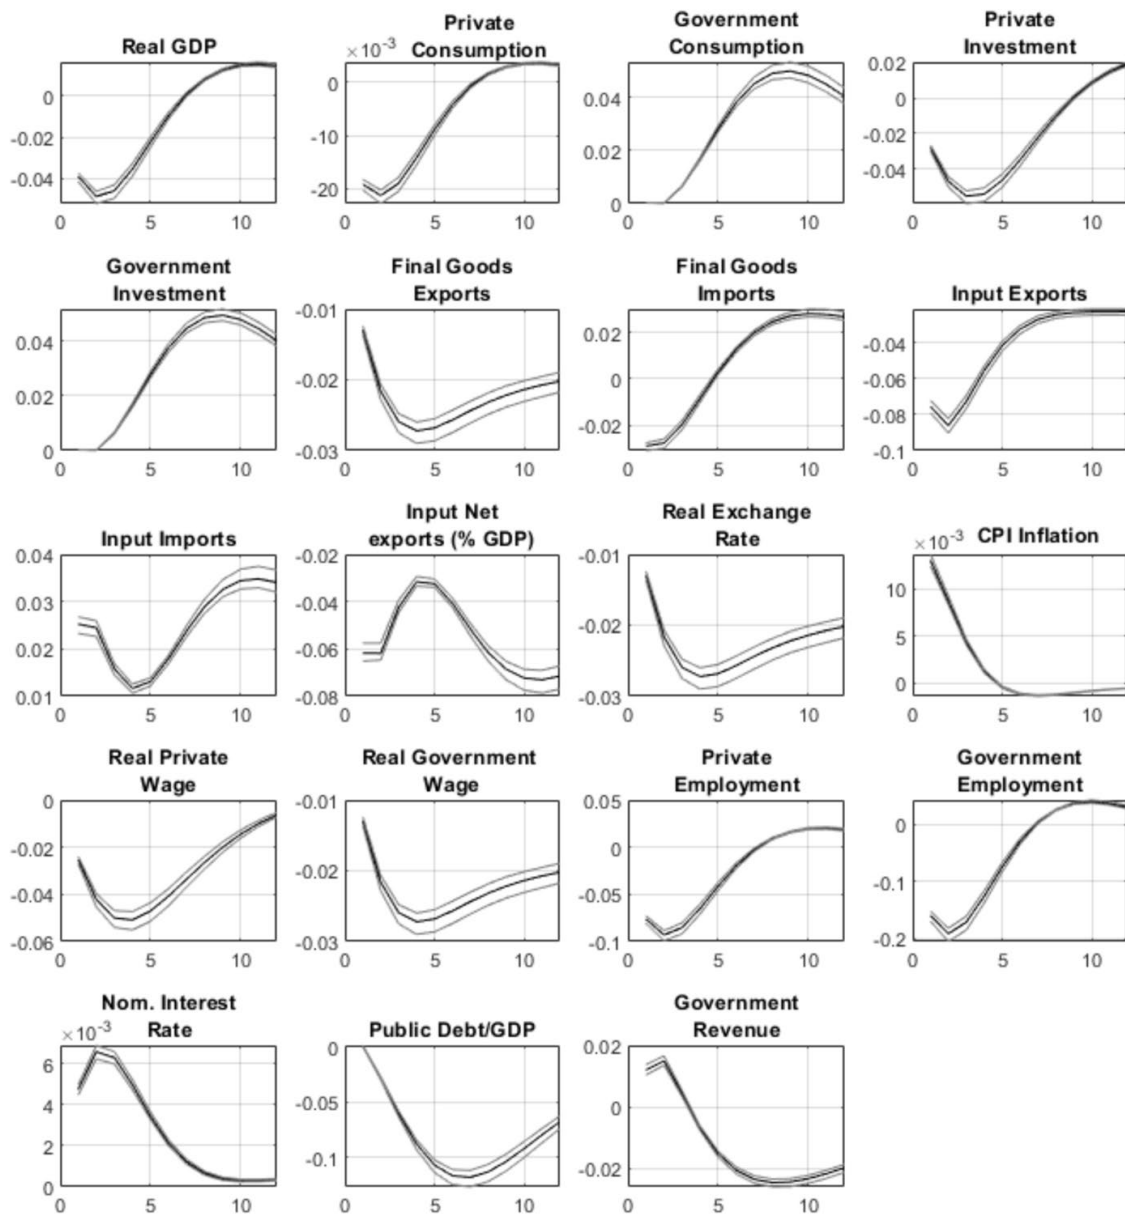 Real GDP
0
-0.02
-0.04
0 5 10
Private
×10-3 Consumption
0
-10
-20
0 5 10
Government
Consumption
0.04
0.02
0
0 5 10
Private
Investment
0.02
0
-0.02
-0.04
0 5 10
Government
Investment
0.04
0.02
0
0 5 10
Final Goods
Exports
-0.01
-0.02
-0.03
0 5 10
Final Goods
Imports
0.02
0
-0.02
0 5 10
Input Exports
-0.04
-0.06
-0.08
-0.1
0 5 10
Input Imports
0.04
0.03
0.02
0.01
0 5 10
Input Net
exports (% GDP)
-0.02
-0.04
-0.06
-0.08
0 5 10
Real Exchange
Rate
-0.01
-0.02
-0.03
0 5 10
×10-3 CPI Inflation
10
5
0
0 5 10
Real Private
Wage
0
-0.02
-0.04
-0.06
0 5 10
Real Government
Wage
-0.01
-0.02
-0.03
0 5 10
Private
Employment
0.05
0
-0.05
-0.1
0 5 10
Government
Employment
0
-0.1
-0.2
0 5 10
Nom. Interest
×10-3 Rate
6
4
2
0
0 5 10
Public Debt/GDP
0
-0.05
-0.1
0 5 10
Government
Revenue
0.02
0
-0.02
0 5 10